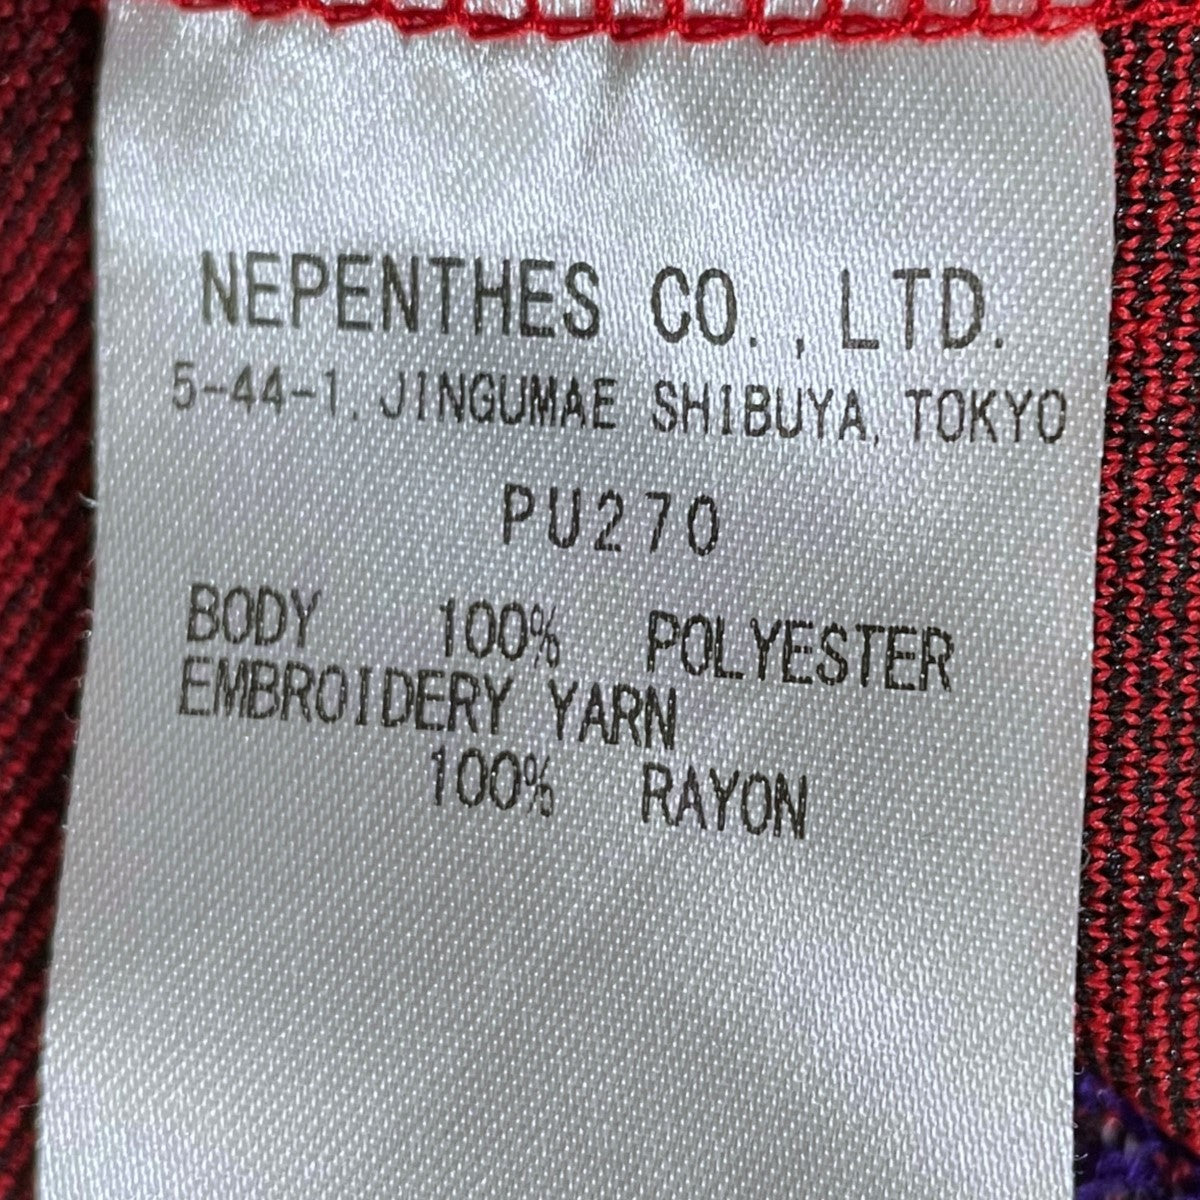 NEPENTHES CO., LTD.
5-44-1, JINGUMAE SHIBUYA, TOKYO
PU270
BODY 100% POLYESTER
EMBROIDERY YARN
100% RAYON